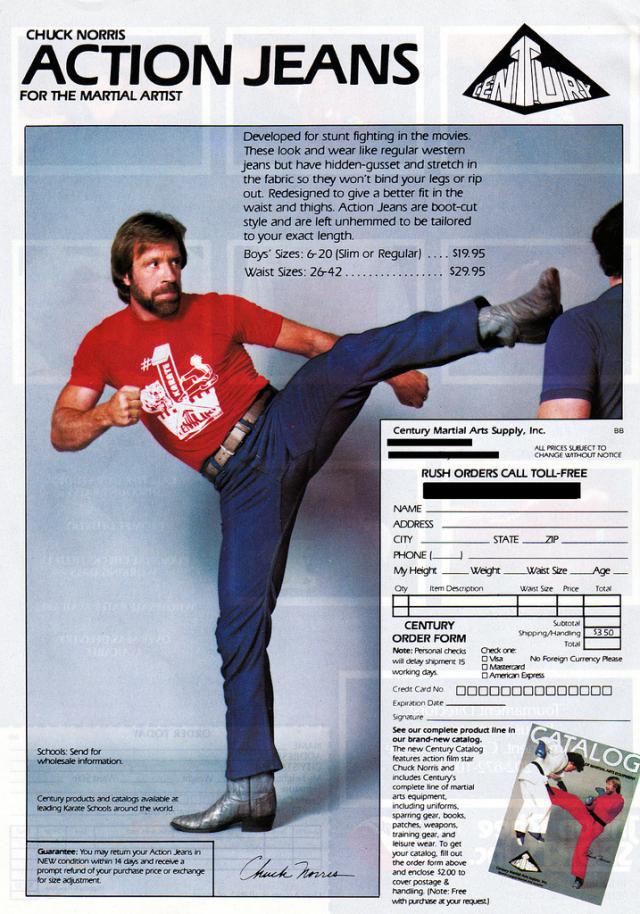 CHUCK NORRIS
ACTION JEANS
FOR THE MARTIAL ARTIST
CENTURY
Developed for stunt fighting in the movies.
These look and wear like regular western
jeans but have hidden-gusset and stretch in
the fabric so they won't bind your legs or rip
out. Redesigned to give a better fit in the
waist and thighs. Action Jeans are boot-cut
style and are left unhemmed to be tailored
to your exact length.
Boys' Sizes: 6-20 (Slim or Regular) .... $19.95
Waist Sizes: 26-42 ................. $29.95
#1
KARATE
CENTURY
Century Martial Arts Supply, Inc.
BB
ALL PRICES SUBJECT TO
CHANGE WITHOUT NOTICE
RUSH ORDERS CALL TOLL-FREE
NAME
ADDRESS
CITY STATE ZIP
PHONE ( )
My Height Weight Waist Size Age
Qty Item Description Waist Size Price Total
CENTURY
ORDER FORM
Subtotal
Shipping/Handling $3.50
Total
Note: Personal checks
will delay shipment 15
working days.
Check one:
Visa
Mastercard
American Express
No Foreign Currency Please
Credit Card No.
Expiration Date
Signature
See our complete product line in
our brand-new catalog.
The new Century Catalog
features action film star
Chuck Norris and
includes Century's
complete line of martial
arts equipment,
including uniforms,
sparring gear, books,
patches, weapons,
training gear, and
leisure wear. To get
your catalog, fill out
the order form above
and enclose $2.00 to
cover postage &
handling. (Note: Free
with purchase at your request.)
CATALOG
Schools: Send for
wholesale information.
Century products and catalogs available at
leading Karate Schools around the world.
Guarantee: You may return your Action Jeans in
NEW condition within 14 days and receive a
prompt refund of your purchase price or exchange
for size adjustment.
Chuck Norris